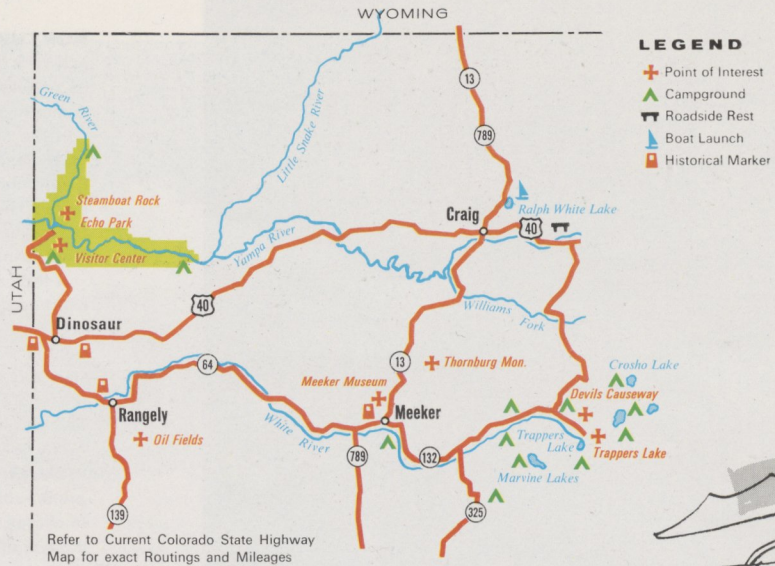 WYOMING
LEGEND
Point of Interest
Campground
Roadside Rest
Boat Launch
Historical Marker
13
789
Green River
Little Snake River
Steamboat Rock
Echo Park
Visitor Center
Yampa River
Craig
Ralph White Lake
40
UTAH
40
Williams Fork
Dinosaur
64
13
Thornburg Mon.
Crosho Lake
Meeker Museum
Devils Causeway
Rangely
Meeker
Oil Fields
White River
Trappers Lake
Trappers Lake
789
132
Marvine Lakes
139
325
Refer to Current Colorado State Highway
Map for exact Routings and Mileages